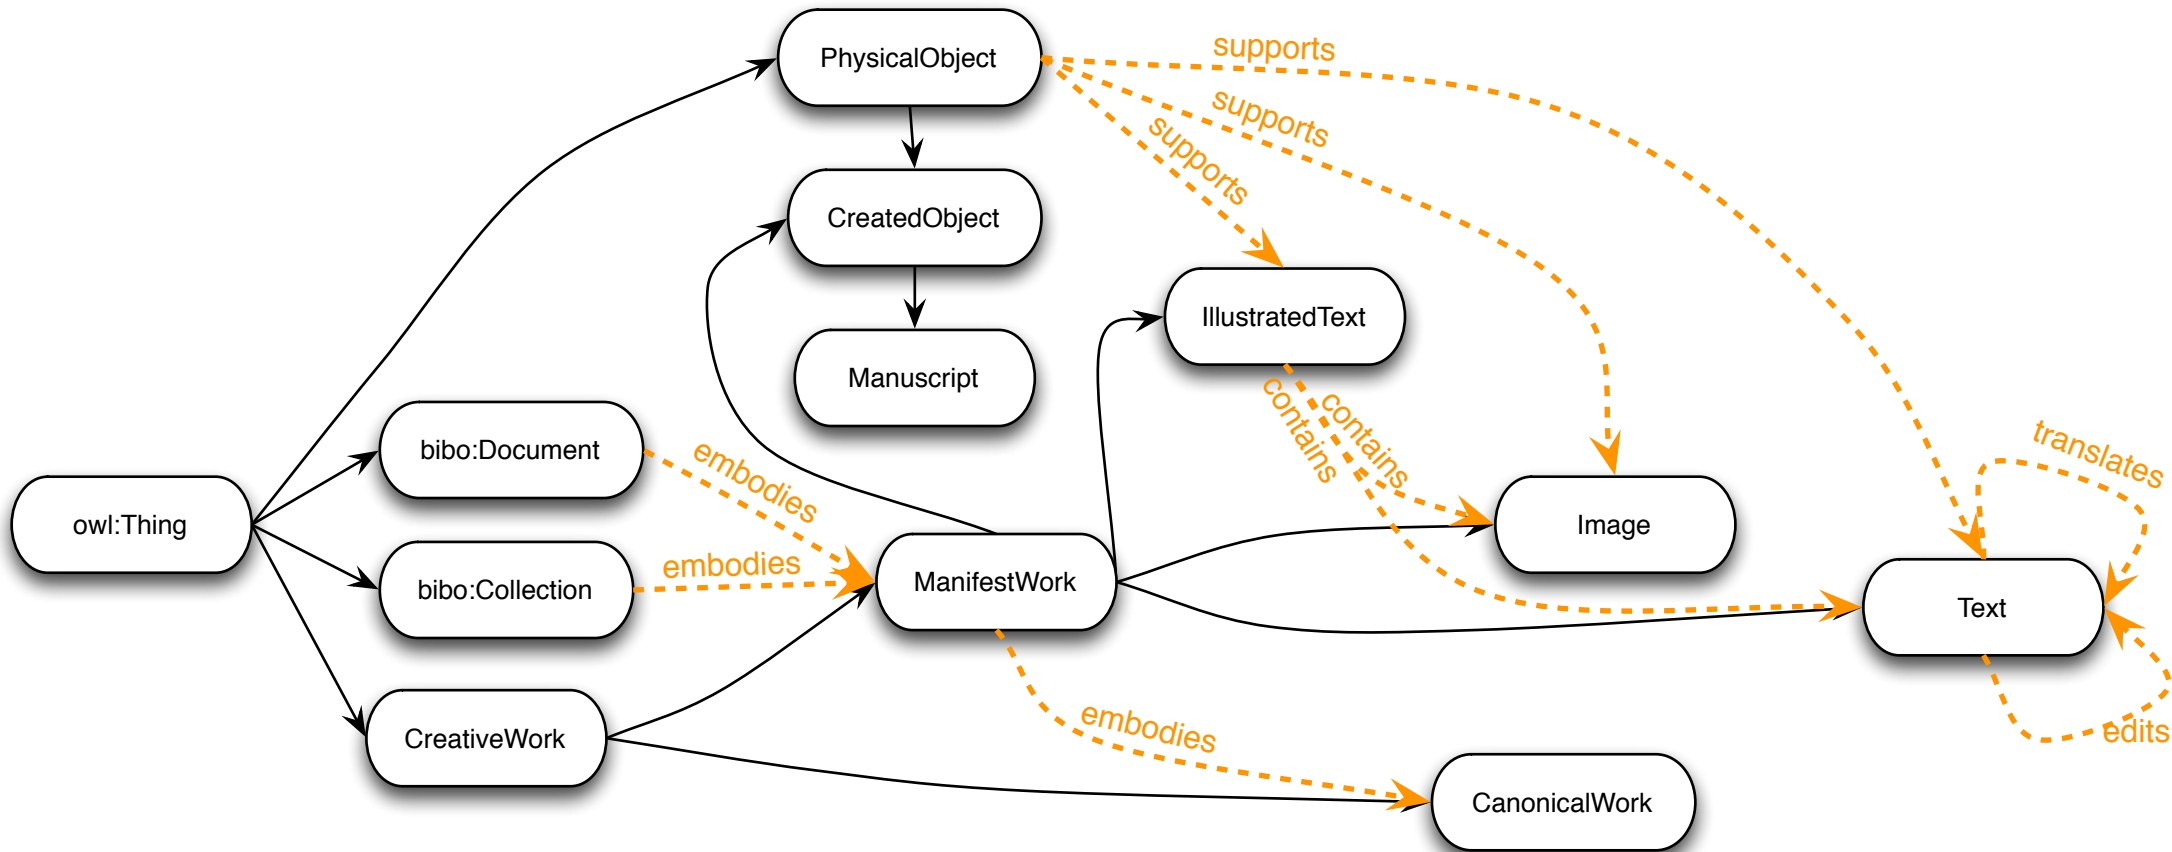 PhysicalObject
supports
supports
supports
CreatedObject
IllustratedText
Manuscript
contains
contains
bibo:Document
embodies
translates
owl:Thing
Image
bibo:Collection
embodies
ManifestWork
Text
CreativeWork
embodies
edits
CanonicalWork